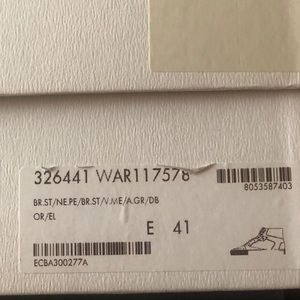 326441 WAR117578
8053587403
BR.ST/NE.PE/BR.ST/V.ME/A.GR/DB
OR/EL
E 41
ECBA300277A